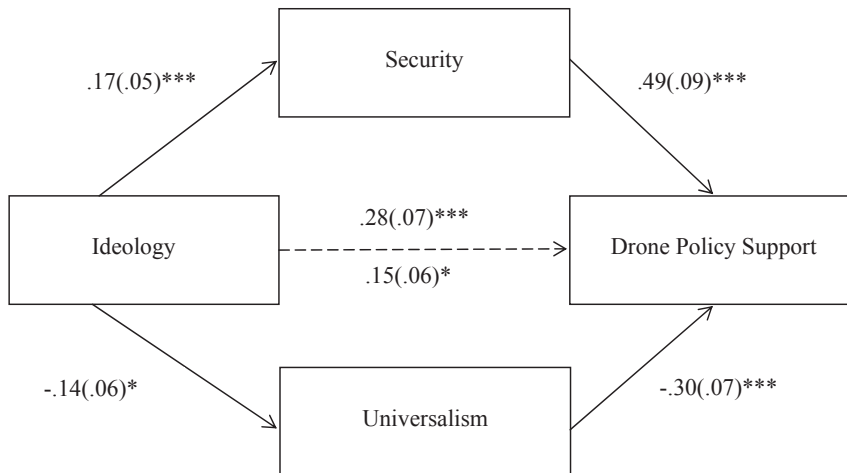 Security
.17(.05)***
.49(.09)***
Ideology
.28(.07)***
.15(.06)*
Drone Policy Support
-.14(.06)*
-.30(.07)***
Universalism